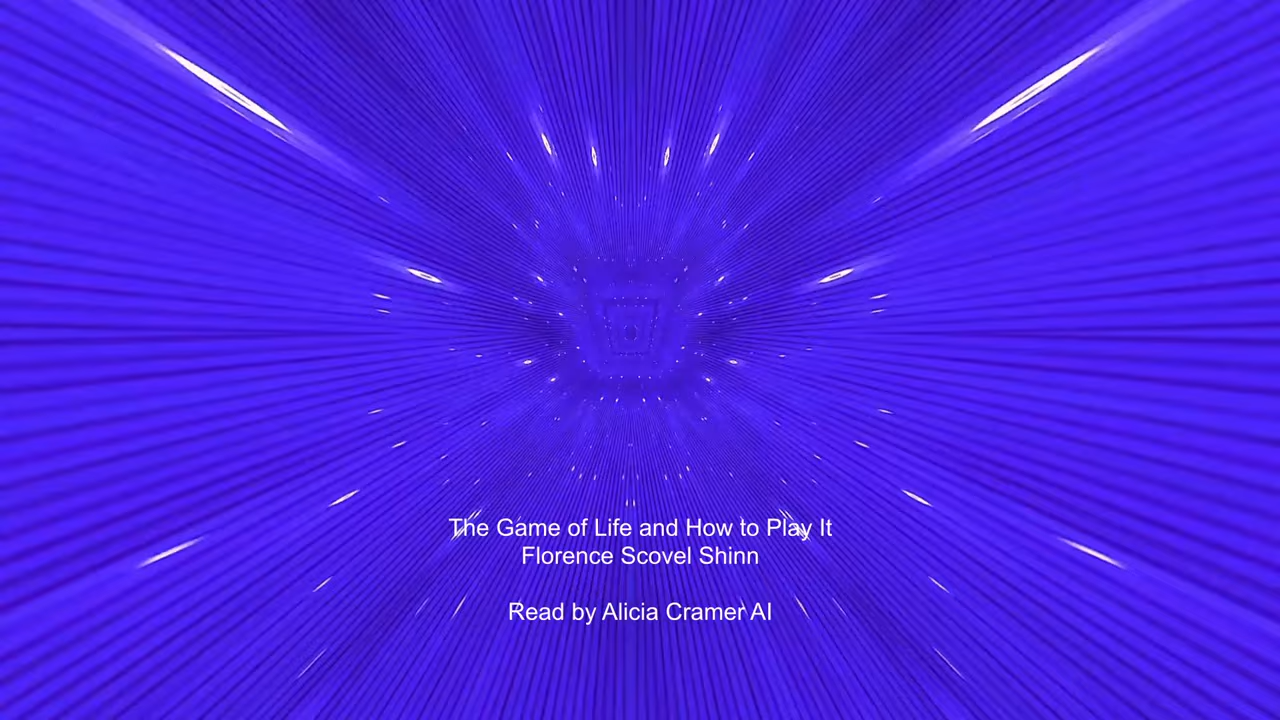 The Game of Life and How to Play It
Florence Scovel Shinn
Read by Alicia Cramer AI